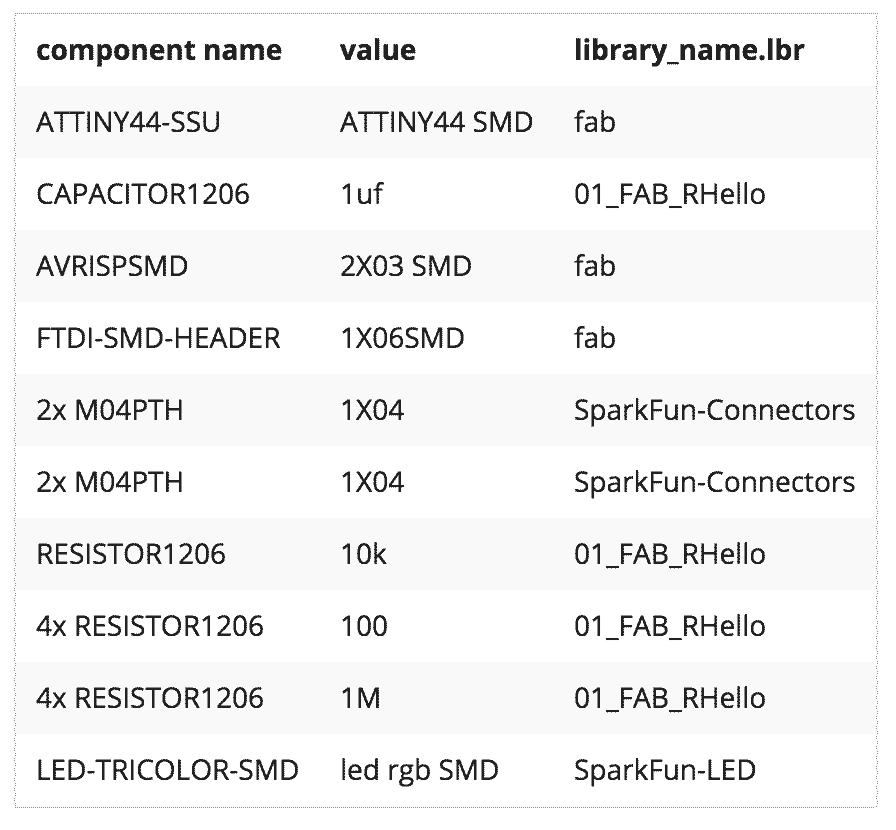 component name value library_name.lbr
ATTINY44-SSU ATTINY44 SMD fab
CAPACITOR1206 1uf 01_FAB_RHello
AVRISPSMD 2X03 SMD fab
FTDI-SMD-HEADER 1X06SMD fab
2x M04PTH 1X04 SparkFun-Connectors
2x M04PTH 1X04 SparkFun-Connectors
RESISTOR1206 10k 01_FAB_RHello
4x RESISTOR1206 100 01_FAB_RHello
4x RESISTOR1206 1M 01_FAB_RHello
LED-TRICOLOR-SMD led rgb SMD SparkFun-LED